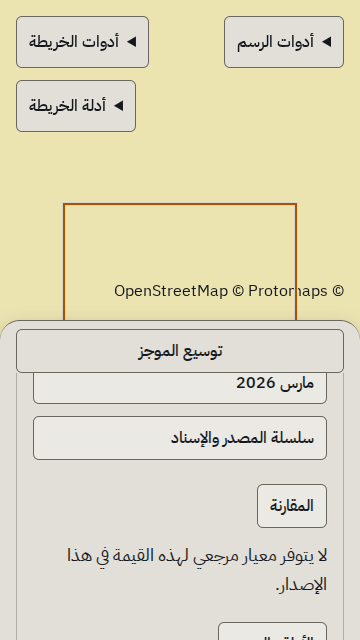 أدوات الرسم
أدوات الخريطة
أدلة الخريطة
OpenStreetMap © Protomaps ©
توسيع الموجز
مارس 2026
سلسلة المصدر والإسناد
المقارنة
لا يتوفر معيار مرجعي لهذه القيمة في هذا
الإصدار.